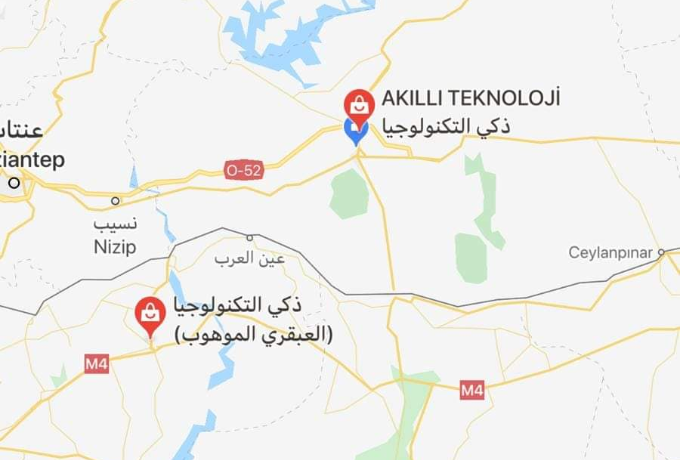 AKILLI TEKNOLOJİ
ذكي التكنولوجيا
عنتاب
ziantep
O-52
نسيب
Nizip
عين العرب
Ceylanpınar
ذكي التكنولوجيا
(العبقري الموهوب)
M4
M4